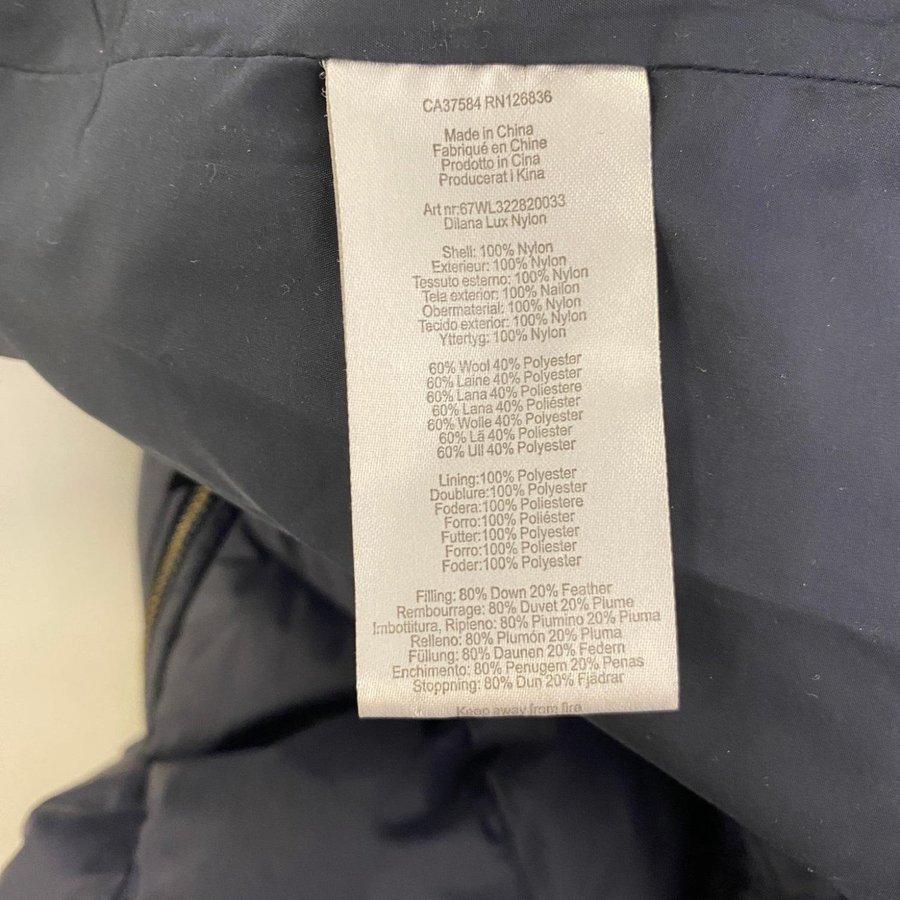 CA37584 RN126836
Made in China
Fabriqué en Chine
Prodotto in Cina
Producerat i Kina
Art nr:67WL322820033
Dilana Lux Nylon
Shell: 100% Nylon
Exterieur: 100% Nylon
Tessuto esterno: 100% Nylon
Tela exterior: 100% Nailon
Obermaterial: 100% Nylon
Tecido exterior: 100% Nylon
Yttertyg: 100% Nylon
60% Wool 40% Polyester
60% Laine 40% Polyester
60% Lana 40% Poliestere
60% Lana 40% Poliéster
60% Wolle 40% Polyester
60% Lã 40% Poliester
60% Ull 40% Polyester
Lining:100% Polyester
Doublure:100% Polyester
Fodera:100% Poliestere
Forro:100% Poliéster
Futter:100% Polyester
Forro:100% Poliester
Foder:100% Polyester
Filling: 80% Down 20% Feather
Rembourrage: 80% Duvet 20% Plume
Imbottitura, Ripleno: 80% Piumino 20% Piuma
Relleno: 80% Plumón 20% Pluma
Füllung: 80% Daunen 20% Federn
Enchimento: 80% Penugem 20% Penas
Stoppning: 80% Dun 20% Fjädrar
Keep away from fire